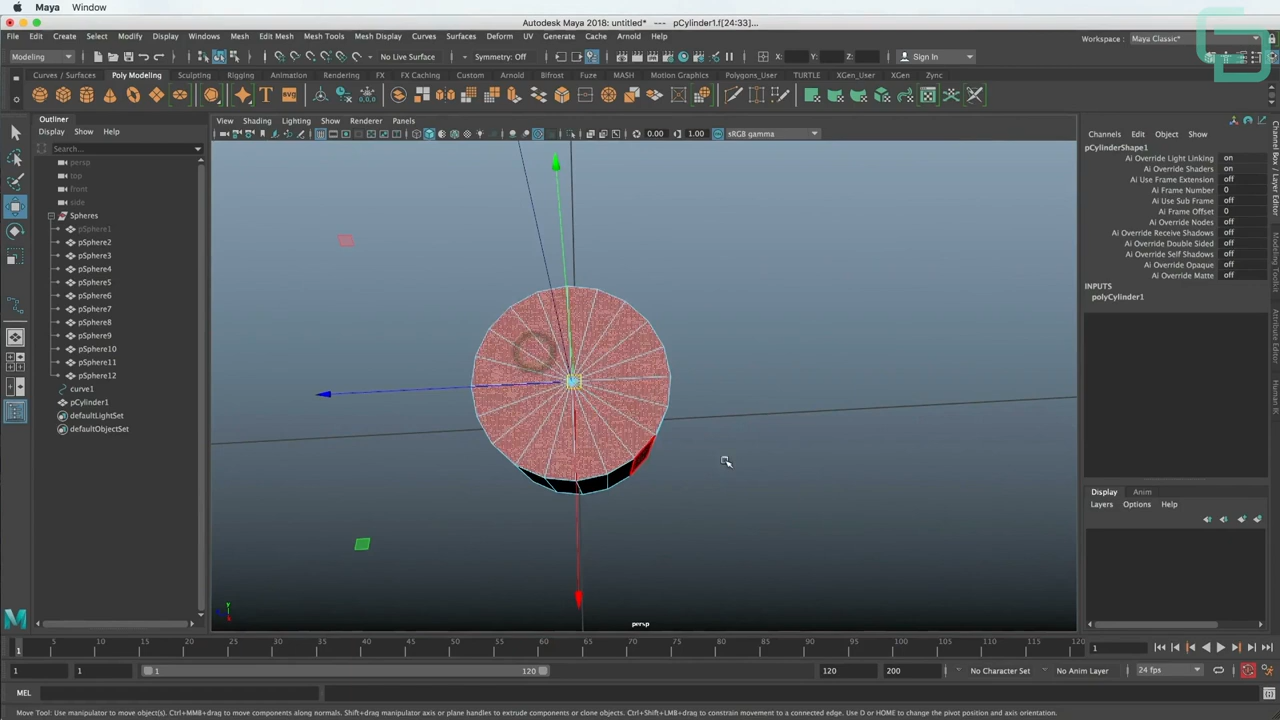 Maya Window
Autodesk Maya 2018: untitled* --- pCylinder1.f[24:33]...
File Edit Create Select Modify Display Windows Mesh Edit Mesh Mesh Tools Mesh Display Curves Surfaces Deform UV Generate Cache Arnold Help
Workspace : Maya Classic*
Modeling No Live Surface Symmetry: Off X: Y: Z: Sign In
Curves / Surfaces Poly Modeling Sculpting Rigging Animation Rendering FX FX Caching Custom Arnold Bifrost Fuze MASH Motion Graphics Polygons_User TURTLE XGen_User XGen Zync
Outliner
Display Show Help
Search...
persp
top
front
side
Spheres
pSphere1
pSphere2
pSphere3
pSphere4
pSphere5
pSphere6
pSphere7
pSphere8
pSphere9
pSphere10
pSphere11
pSphere12
curve1
pCylinder1
defaultLightSet
defaultObjectSet
View Shading Lighting Show Renderer Panels
0.00 1.00 sRGB gamma
persp
Channels Edit Object Show
pCylinderShape1
Ai Override Light Linking on
Ai Override Shaders on
Ai Use Frame Extension off
Ai Frame Number 0
Ai Use Sub Frame off
Ai Frame Offset 0
Ai Override Nodes off
Ai Override Receive Shadows off
Ai Override Double Sided off
Ai Override Self Shadows off
Ai Override Opaque off
Ai Override Matte off
INPUTS
polyCylinder1
Display Anim
Layers Options Help
Channel Box / Layer Editor
Modeling Toolkit
Attribute Editor
Human IK
5 10 15 20 25 30 35 40 45 50 55 60 65 70 75 80 85 90 95 100 105 110 115 120
1 1
1 1 1 120 120 200 No Character Set No Anim Layer 24 fps
MEL
Move Tool: Use manipulator to move object(s). Ctrl+MMB+drag to move components along normals. Shift+drag manipulator axis or plane handles to extrude components or clone objects. Ctrl+Shift+LMB+drag to constrain movement to a connected edge. Use D or HOME to change the pivot position and axis orientation.